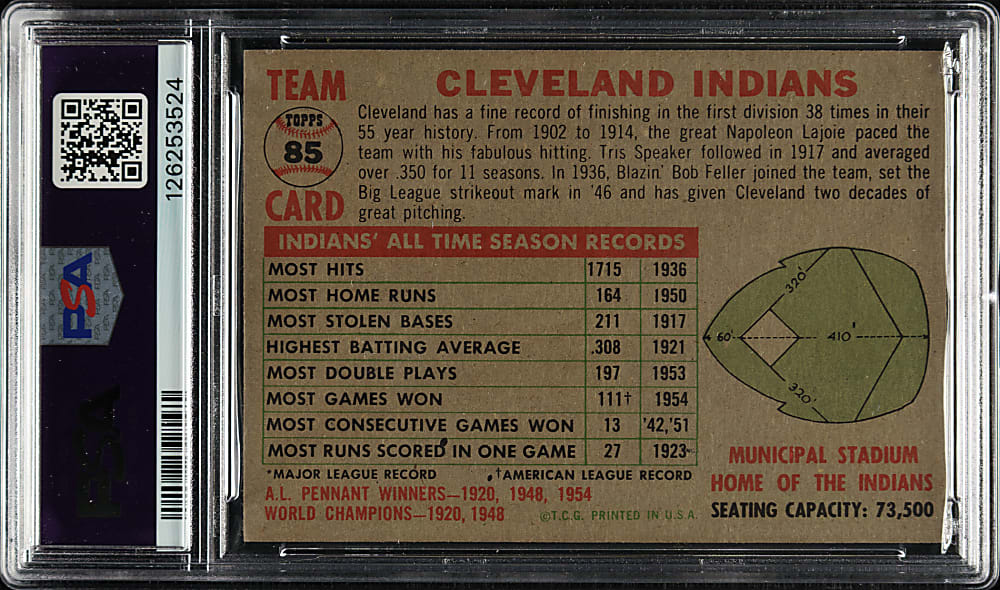 126253524
PSA
PSA
TEAM
TOPPS
85
CARD
CLEVELAND INDIANS
Cleveland has a fine record of finishing in the first division 38 times in their
55 year history. From 1902 to 1914, the great Napoleon Lajoie paced the
team with his fabulous hitting. Tris Speaker followed in 1917 and averaged
over .350 for 11 seasons. In 1936, Blazin' Bob Feller joined the team, set the
Big League strikeout mark in '46 and has given Cleveland two decades of
great pitching.
INDIANS' ALL TIME SEASON RECORDS
MOST HITS 1715 1936
MOST HOME RUNS 164 1950
MOST STOLEN BASES 211 1917
HIGHEST BATTING AVERAGE .308 1921
MOST DOUBLE PLAYS 197 1953
MOST GAMES WON 111† 1954
MOST CONSECUTIVE GAMES WON 13 '42,'51
MOST RUNS SCORED IN ONE GAME 27 1923
*MAJOR LEAGUE RECORD †AMERICAN LEAGUE RECORD
A.L. PENNANT WINNERS—1920, 1948, 1954
WORLD CHAMPIONS—1920, 1948 ©T.C.G. PRINTED IN U.S.A.
320'
60' 410'
320'
MUNICIPAL STADIUM
HOME OF THE INDIANS
SEATING CAPACITY: 73,500